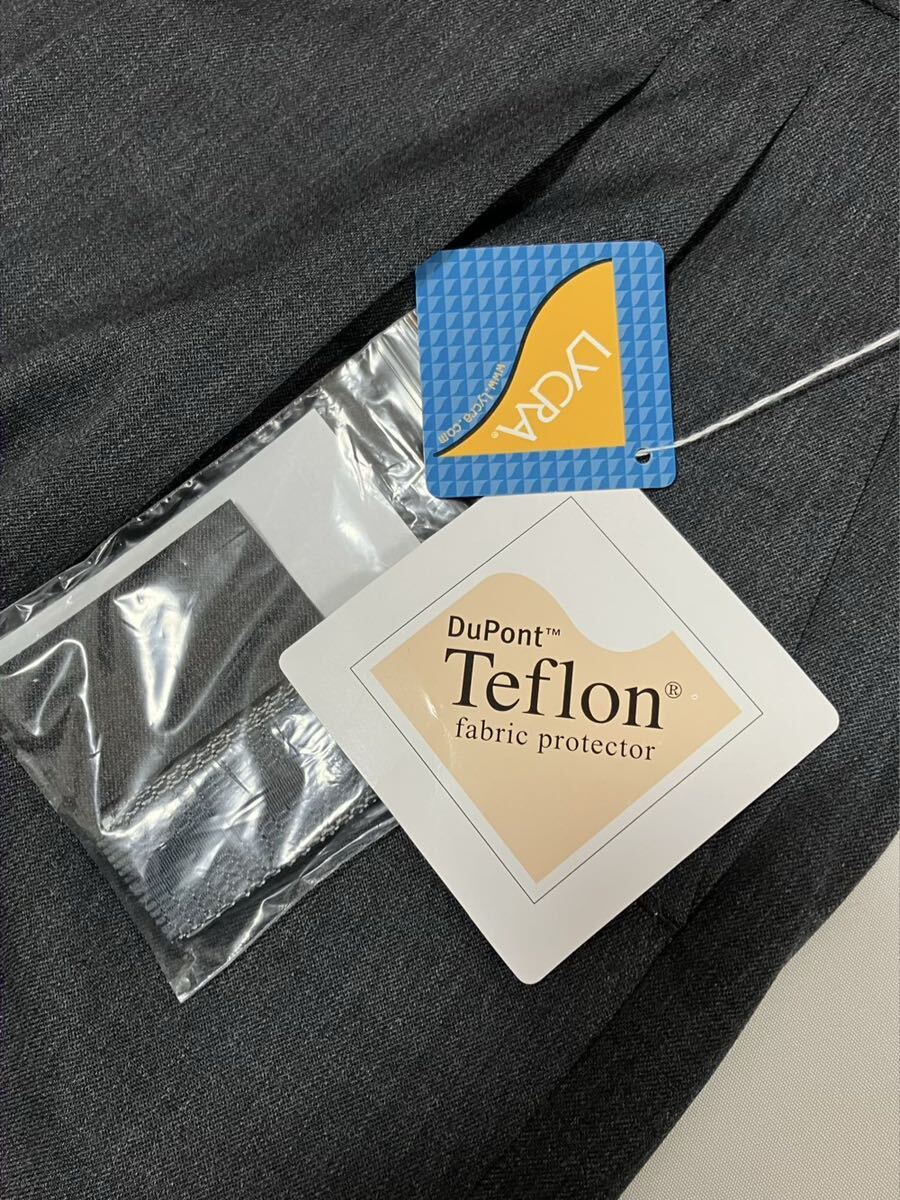 LYCRA®
www.Lycra.com
DuPont™
Teflon®
fabric protector